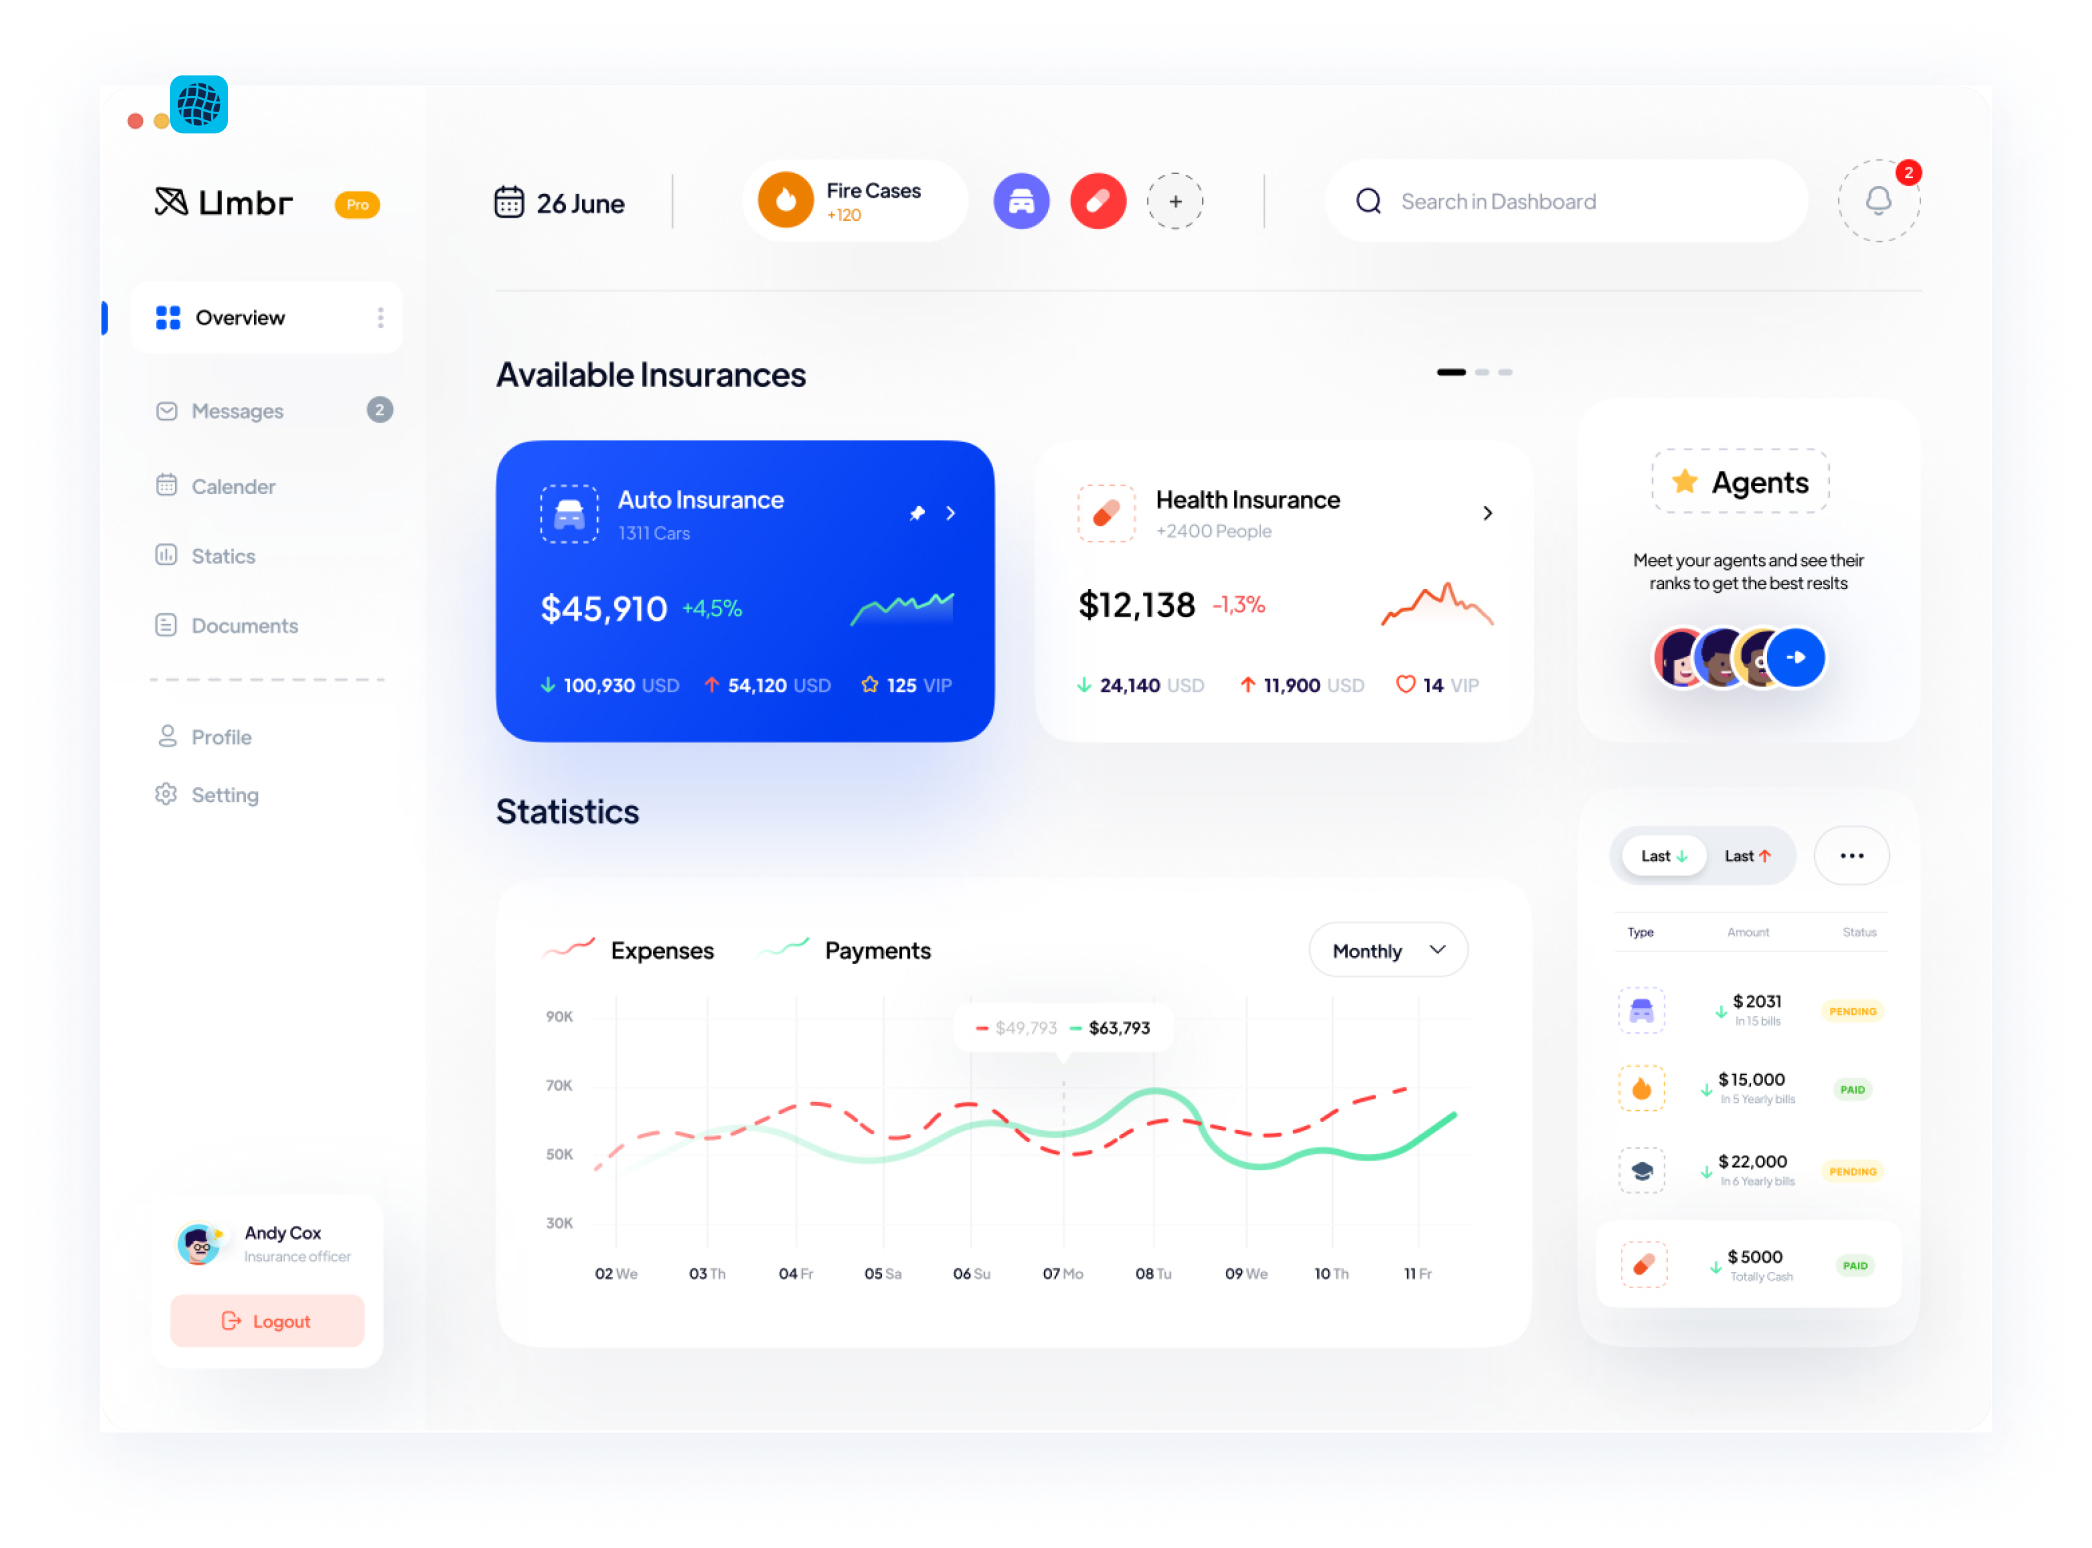 Umbr
Pro
Overview
Messages
2
Calender
Statics
Documents
Profile
Setting
Andy Cox
Insurance officer
Logout
26 June
Fire Cases
+120
+
Search in Dashboard
2
Available Insurances
Auto Insurance
1311 Cars
$45,910 +4,5%
100,930 USD 54,120 USD 125 VIP
Health Insurance
+2400 People
$12,138 -1,3%
24,140 USD 11,900 USD 14 VIP
Agents
Meet your agents and see their
ranks to get the best reslts
Statistics
Expenses Payments
Monthly
$49,793 $63,793
90K
70K
50K
30K
02 We 03 Th 04 Fr 05 Sa 06 Su 07 Mo 08 Tu 09 We 10 Th 11 Fr
Last Last
Type Amount Status
$ 2031
In 15 bills
PENDING
$ 15,000
In 5 Yearly bills
PAID
$ 22,000
In 6 Yearly bills
PENDING
$ 5000
Totally Cash
PAID